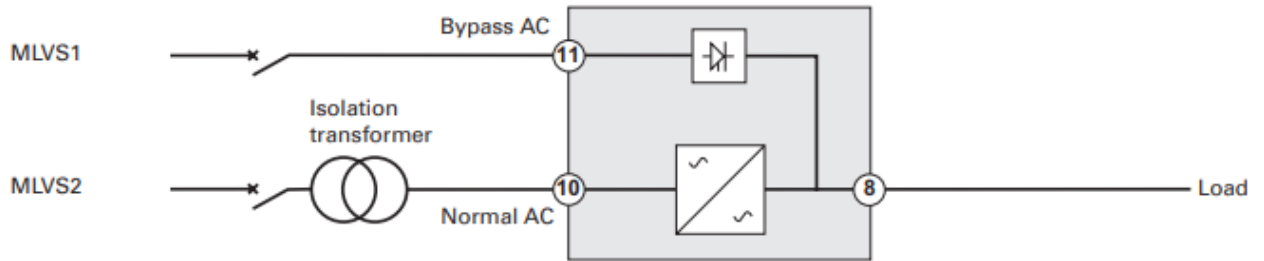 Bypass AC
MLVS1
11
Isolation
transformer
MLVS2
10
8
Load
Normal AC